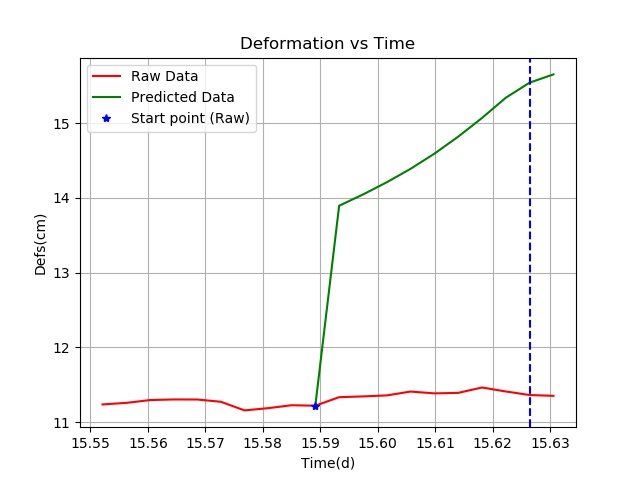 Deformation vs Time
Raw Data
Predicted Data
Start point (Raw)
Defs(cm)
15
14
13
12
11
15.55 15.56 15.57 15.58 15.59 15.60 15.61 15.62 15.63
Time(d)